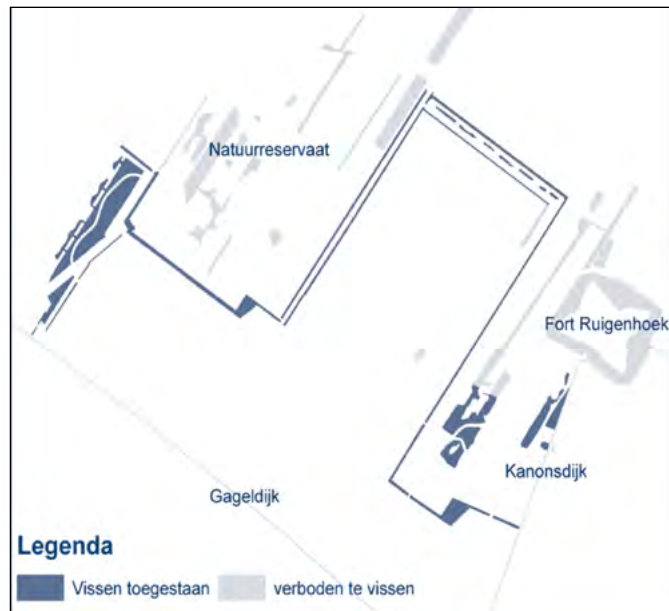 Natuurreservaat
Fort Ruigenhoek
Kanonsdijk
Gageldijk
Legenda
Vissen toegestaan
verboden te vissen